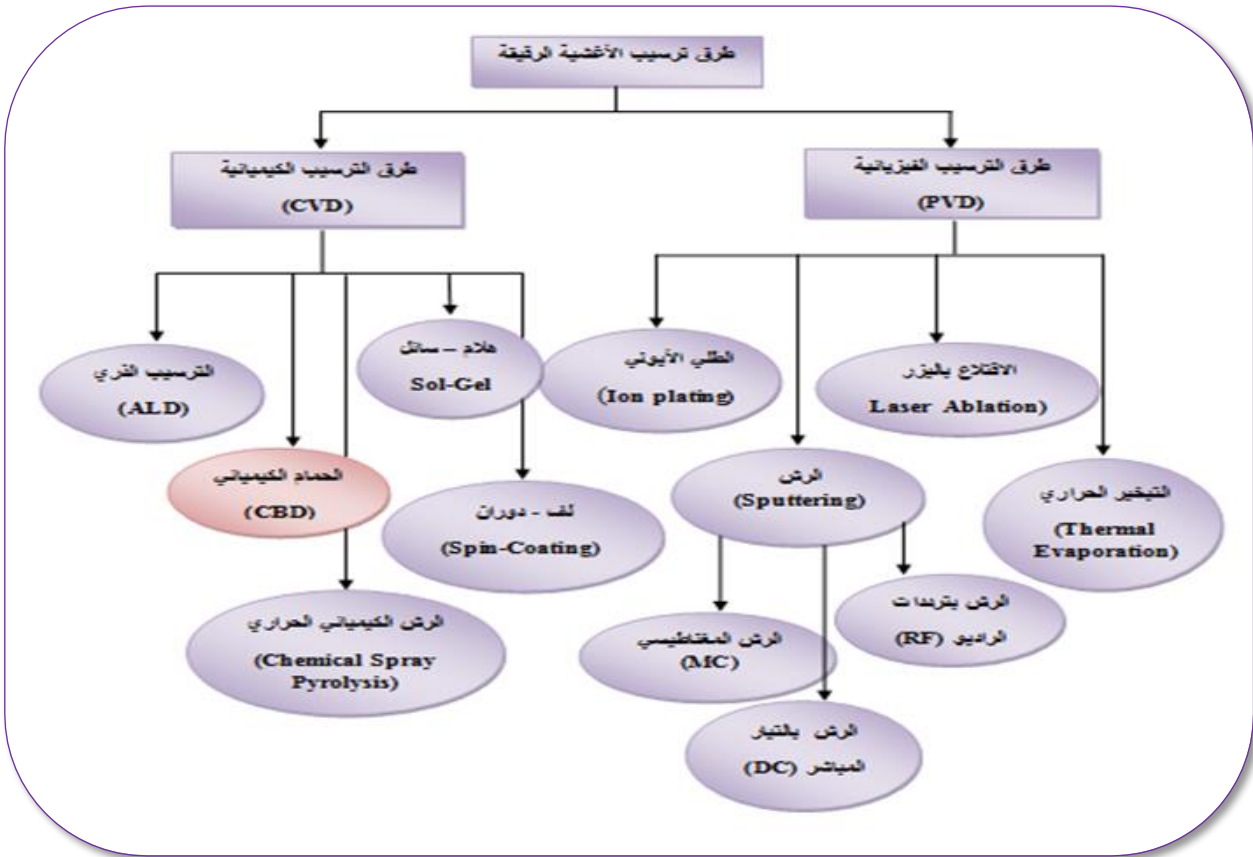 طرق ترسيب الأغشية الرقيقة
طرق الترسيب الفيزيائية
(PVD)
طرق الترسيب الكيميائية
(CVD)
التبخير الحراري
(Thermal
Evaporation)
الاقتلاع باليزر
Laser Ablation)
الرش
(Sputtering)
الطلي الأيوني
(Ion plating)
الرش بترددات
الراديو (RF)
الرش بالتيار
المباشر (DC)
الرش المغناطيسي
(MC)
هلام – سائل
Sol-Gel
لف - دوران
(Spin-Coating)
الترسيب الذري
(ALD)
الحمام الكيميائي
(CBD)
الرش الكيميائي الحراري
(Chemical Spray
Pyrolysis)